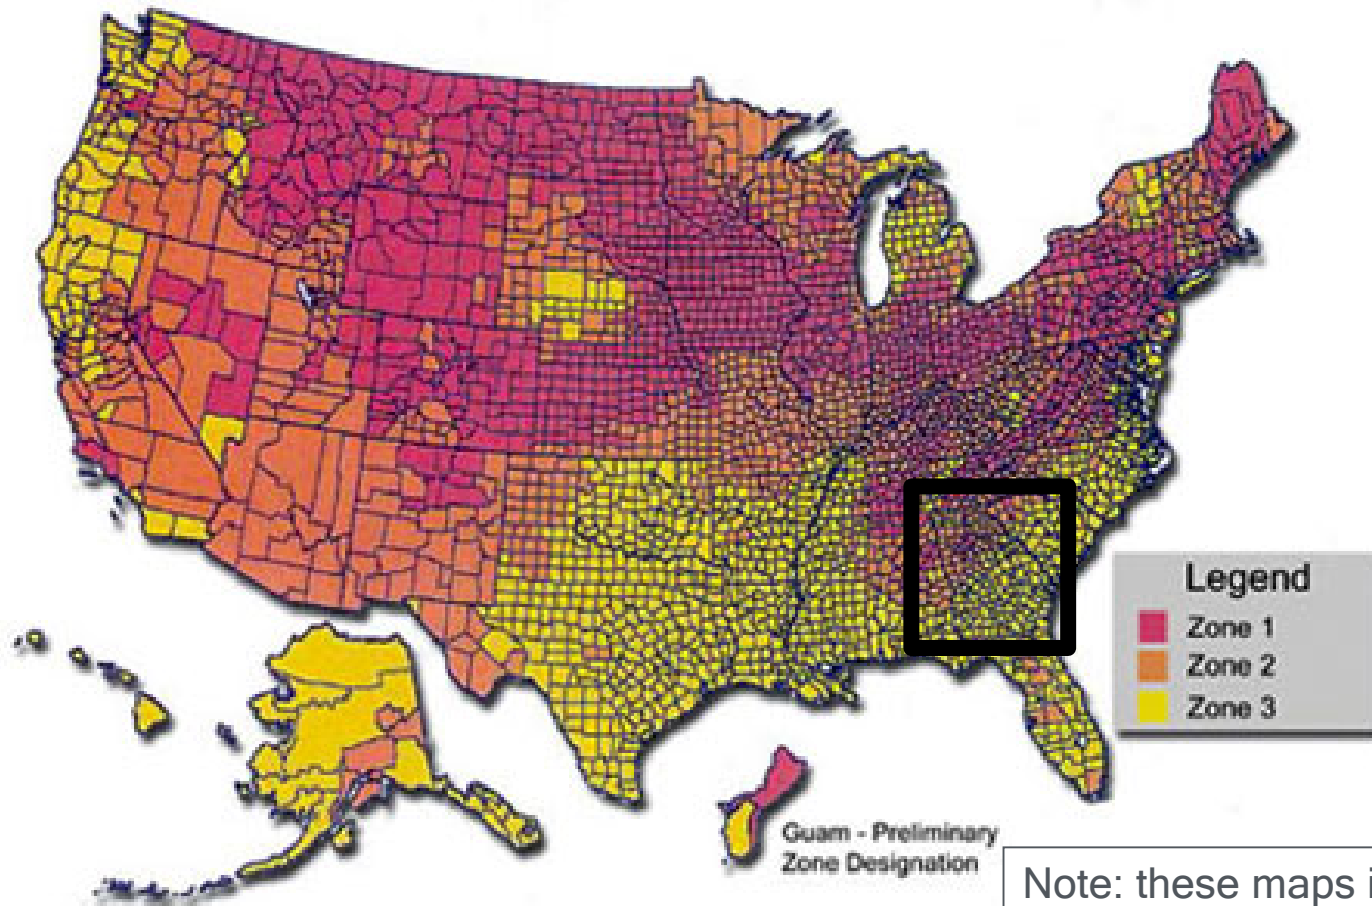 Legend
Zone 1
Zone 2
Zone 3
Guam - Preliminary
Zone Designation
Note: these maps i